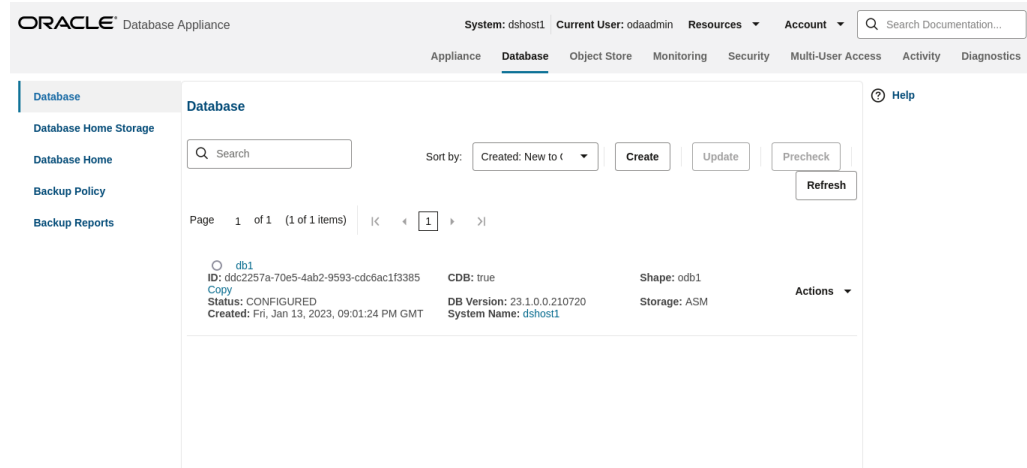 ORACLE Database Appliance
System: dshost1 Current User: odaadmin Resources Account Search Documentation...
Appliance Database Object Store Monitoring Security Multi-User Access Activity Diagnostics
Database
Database Home Storage
Database Home
Backup Policy
Backup Reports
Database
Search
Sort by: Created: New to Create Update Precheck
Refresh
Page 1 of 1 (1 of 1 items) 1
db1
ID: ddc2257a-70e5-4ab2-9593-cdc6ac1f3385 CDB: true Shape: odb1
Copy
Actions
Status: CONFIGURED DB Version: 23.1.0.0.210720 Storage: ASM
Created: Fri, Jan 13, 2023, 09:01:24 PM GMT System Name: dshost1
Help